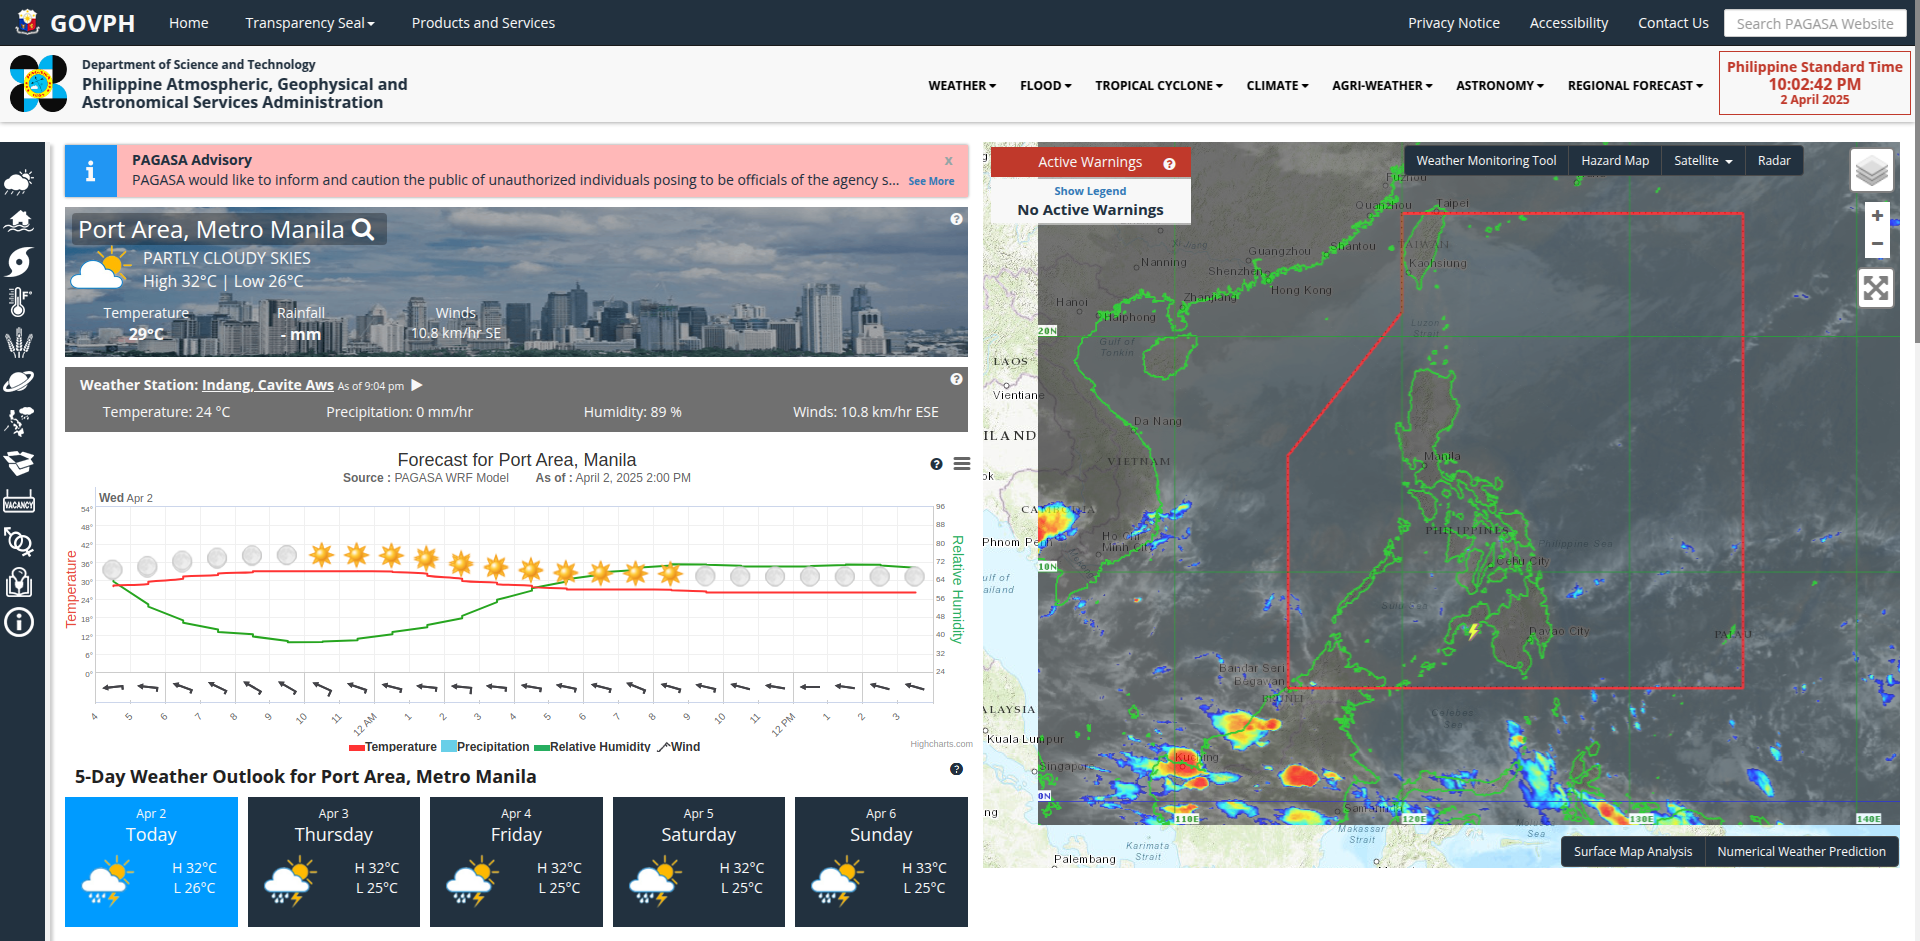 GOVPH
Home
Transparency Seal
Products and Services
Privacy Notice
Accessibility
Contact Us
Search PAGASA Website
Department of Science and Technology
Philippine Atmospheric, Geophysical and
Astronomical Services Administration
WEATHER
FLOOD
TROPICAL CYCLONE
CLIMATE
AGRI-WEATHER
ASTRONOMY
REGIONAL FORECAST
Philippine Standard Time
10:02:42 PM
2 April 2025
VACANCY
PAGASA Advisory
x
PAGASA would like to inform and caution the public of unauthorized individuals posing to be officials of the agency s... See More
Port Area, Metro Manila
PARTLY CLOUDY SKIES
High 32°C | Low 26°C
Temperature
29°C
Rainfall
- mm
Winds
10.8 km/hr SE
Weather Station: Indang, Cavite Aws As of 9:04 pm
Temperature: 24 °C
Precipitation: 0 mm/hr
Humidity: 89 %
Winds: 10.8 km/hr ESE
Forecast for Port Area, Manila
Source : PAGASA WRF Model As of : April 2, 2025 2:00 PM
Wed Apr 2
54°
48°
42°
36°
30°
24°
18°
12°
6°
0°
Temperature
96
88
80
72
64
56
48
40
32
24
Relative Humidity
4 5 6 7 8 9 10 11 12 AM 1 2 3 4 5 6 7 8 9 10 11 12 PM 1 2 3
Temperature Precipitation Relative Humidity Wind
Highcharts.com
5-Day Weather Outlook for Port Area, Metro Manila
Apr 2
Today
H 32°C
L 26°C
Apr 3
Thursday
H 32°C
L 25°C
Apr 4
Friday
H 32°C
L 25°C
Apr 5
Saturday
H 32°C
L 25°C
Apr 6
Sunday
H 33°C
L 25°C
Active Warnings
Show Legend
No Active Warnings
Weather Monitoring Tool
Hazard Map
Satellite
Radar
+
−
Fuzhou
Quanzhou
Taipei
TAIWAN
Kaohsiung
Guangzhou
Shantou
Shenzhen
Nanning
Hong Kong
Zhanjiang
Hanoi
Haiphong
20N
Luzon
Strait
Gulf of
Tonkin
LAOS
Vientiane
Da Nang
ILAND
VIETNAM
Manila
ok
CAMBODIA
Phnom Penh
Ho Chi
Minh City
PHILIPPINES
Philippine Sea
Cebu City
10N
ulf of
ailand
Sulu Sea
Davao City
PALAU
Bandar Seri
Begawan
BRUNEI
ALAYSIA
Celebes
Sea
Kuala Lumpur
Kuching
Singapore
0N
ng
Samarinda
110E
120E
130E
140E
Makassar
Strait
Karimata
Strait
Sea
Palembang
Surface Map Analysis
Numerical Weather Prediction